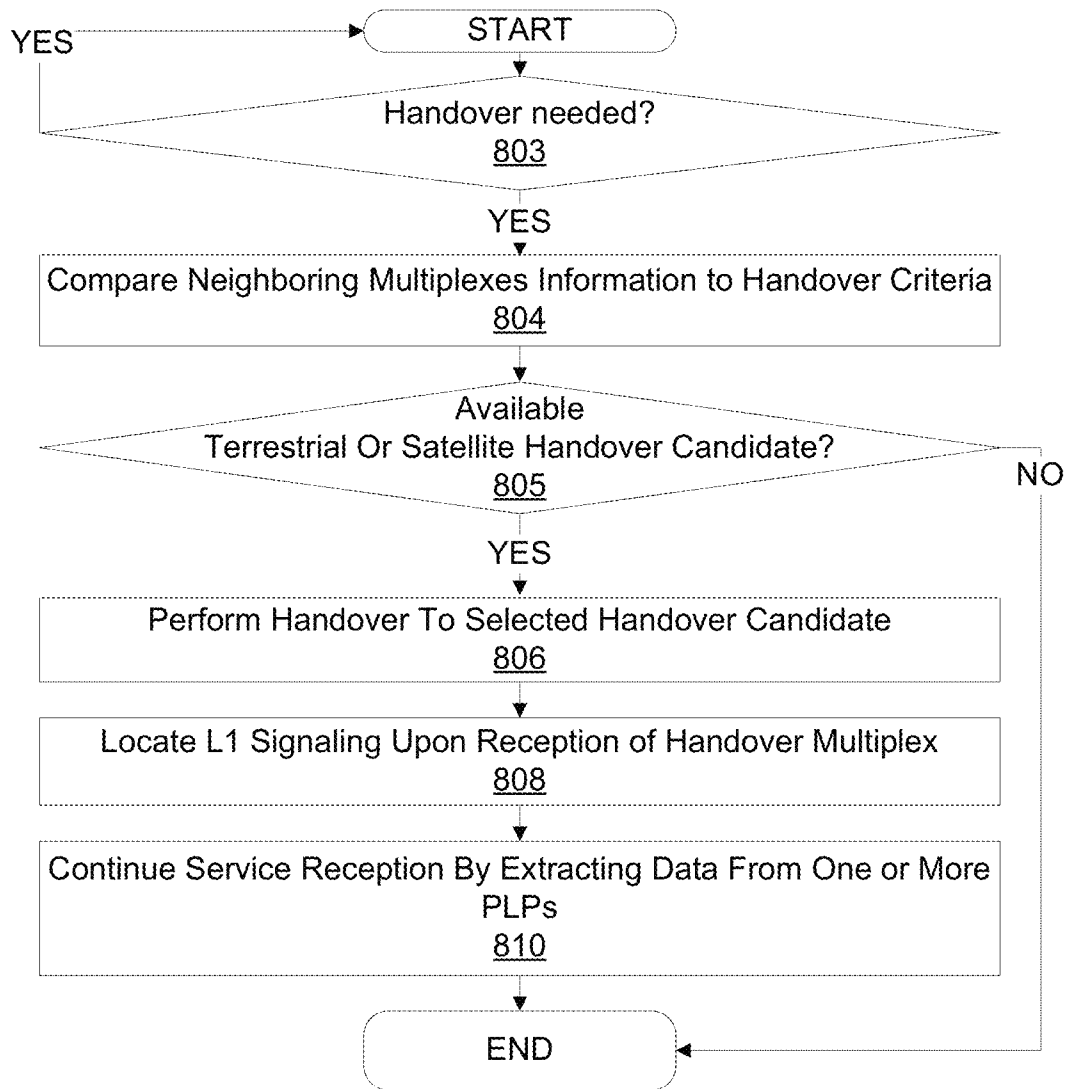 START
YES
Handover needed?
803
YES
Compare Neighboring Multiplexes Information to Handover Criteria
804
Available
Terrestrial Or Satellite Handover Candidate?
805
NO
YES
Perform Handover To Selected Handover Candidate
806
Locate L1 Signaling Upon Reception of Handover Multiplex
808
Continue Service Reception By Extracting Data From One or More
PLPs
810
END